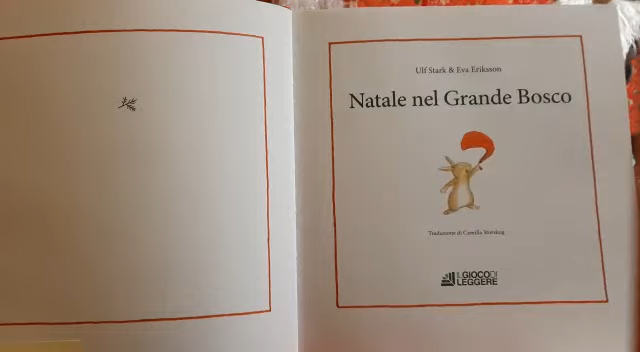 Ulf Stark & Eva Eriksson
Natale nel Grande Bosco
Traduzione di Camilla Storskog
IL GIOCO DI
LEGGERE